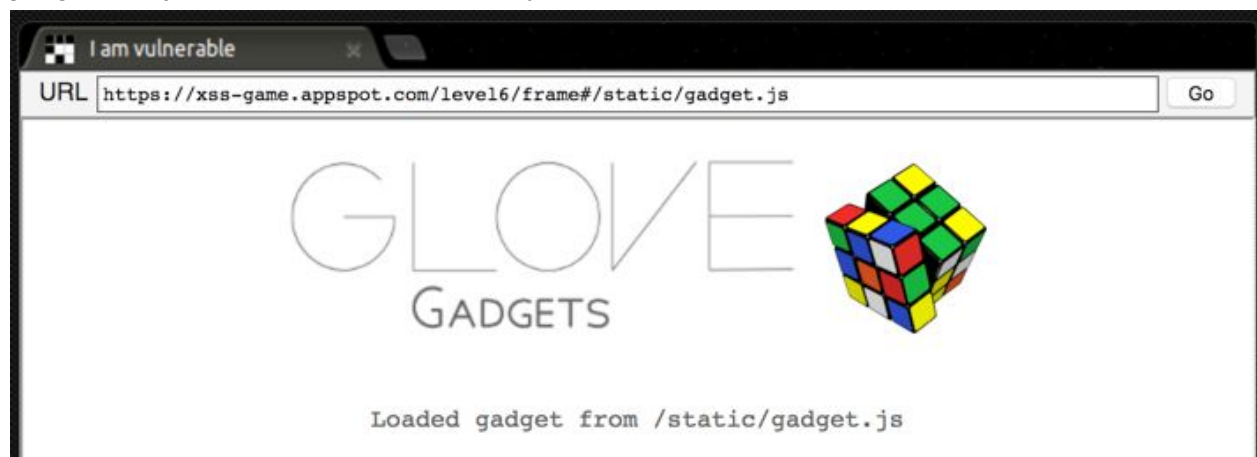 I am vulnerable
URL https://xss-game.appspot.com/level6/frame#/static/gadget.js Go
GLOVE
GADGETS
Loaded gadget from /static/gadget.js